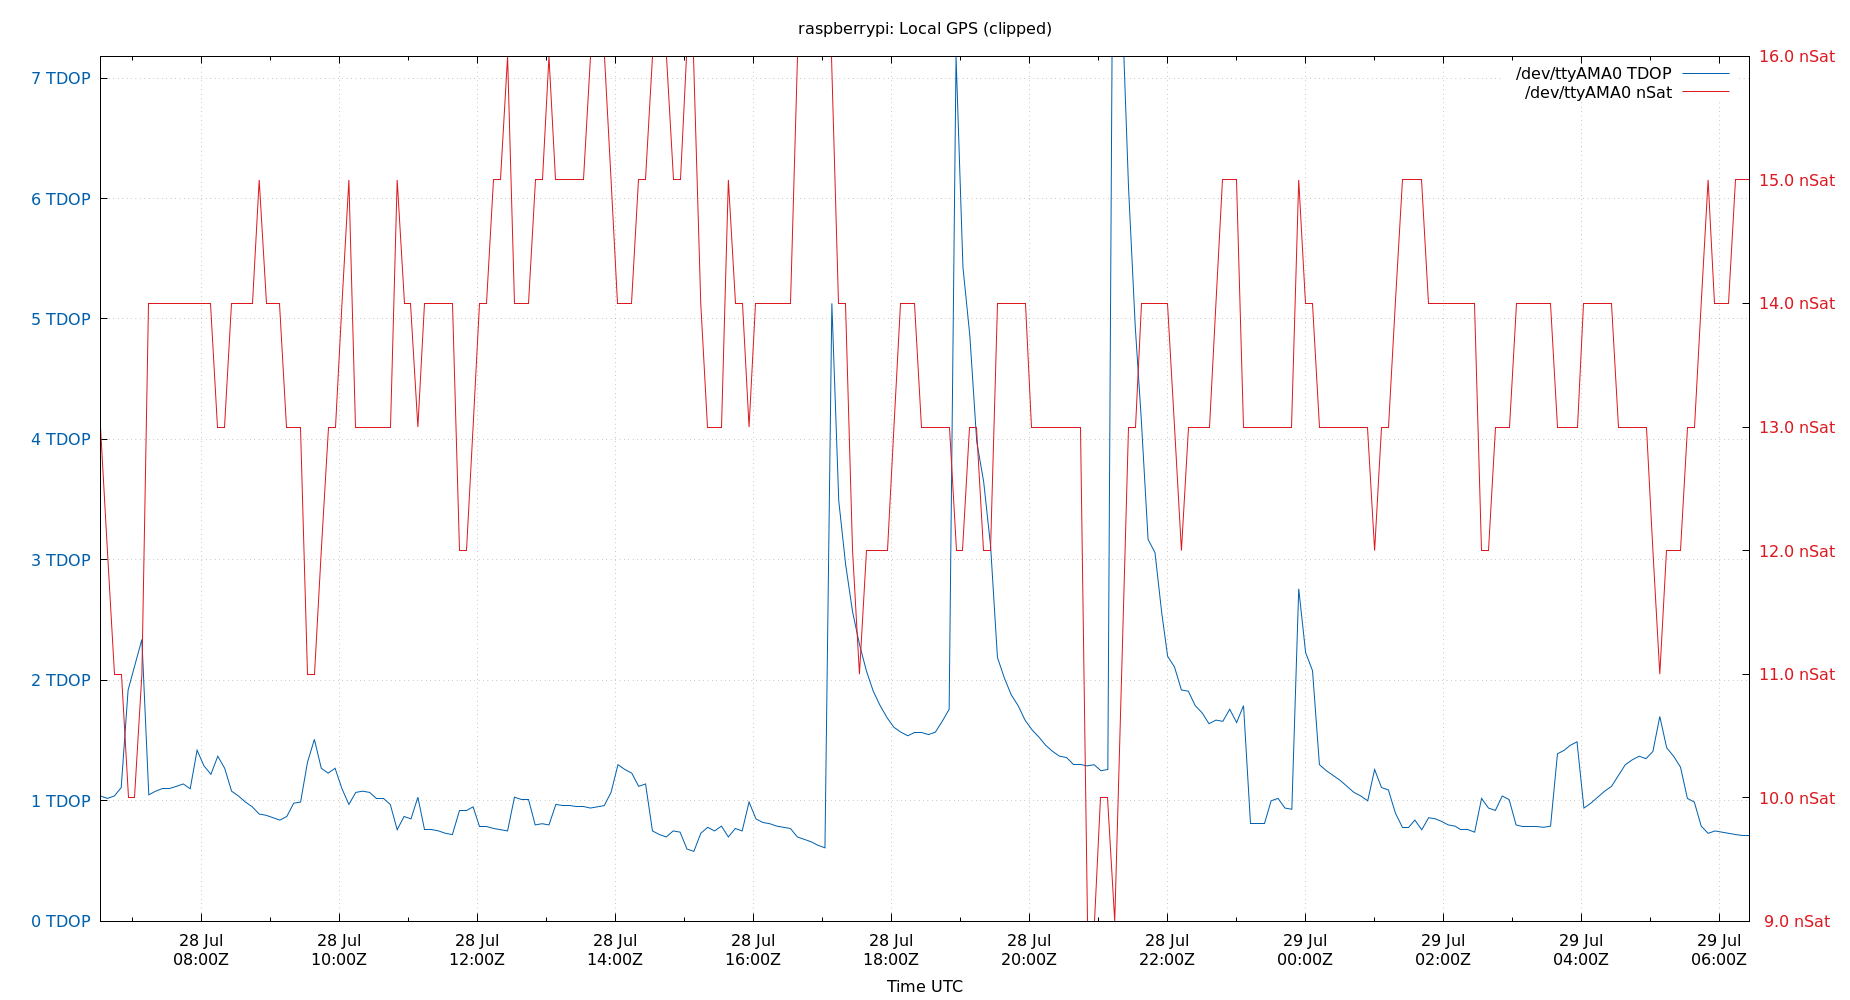 raspberrypi: Local GPS (clipped)
/dev/ttyAMA0 TDOP
/dev/ttyAMA0 nSat
7 TDOP
6 TDOP
5 TDOP
4 TDOP
3 TDOP
2 TDOP
1 TDOP
0 TDOP
16.0 nSat
15.0 nSat
14.0 nSat
13.0 nSat
12.0 nSat
11.0 nSat
10.0 nSat
9.0 nSat
28 Jul 28 Jul 28 Jul 28 Jul 28 Jul 28 Jul 28 Jul 28 Jul 29 Jul 29 Jul 29 Jul 29 Jul
08:00Z 10:00Z 12:00Z 14:00Z 16:00Z 18:00Z 20:00Z 22:00Z 00:00Z 02:00Z 04:00Z 06:00Z
Time UTC